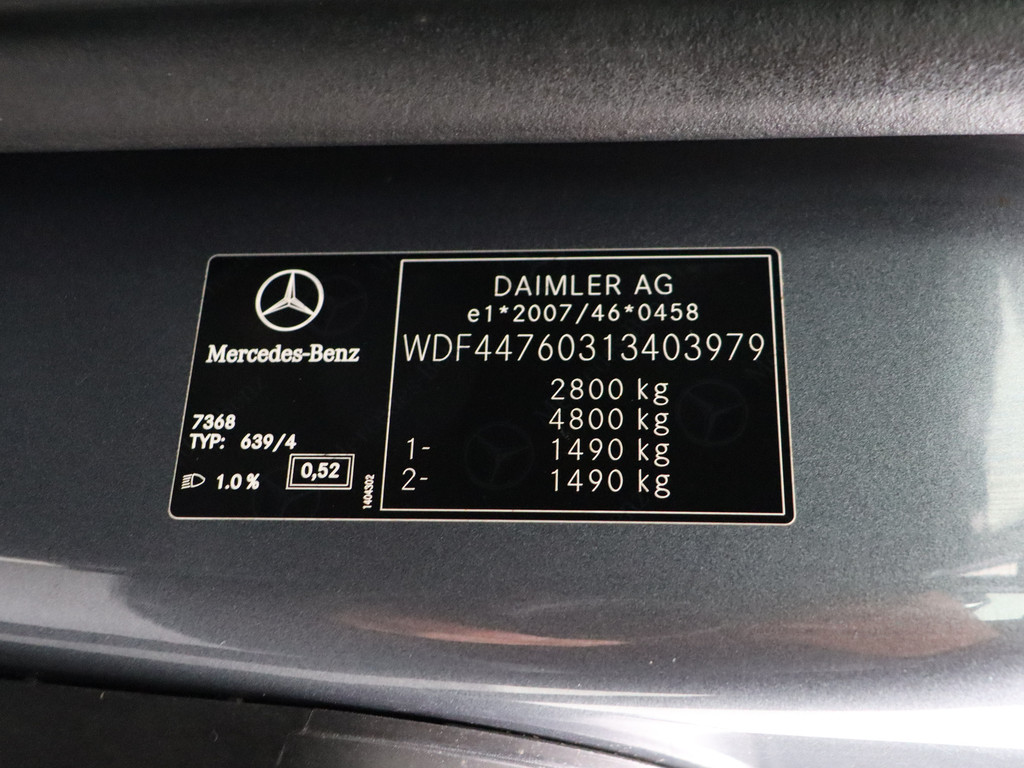 Mercedes-Benz
7368
TYP: 639/4
1.0 %
0,52
1404302
DAIMLER AG
e1*2007/46*0458
WDF44760313403979
2800 kg
4800 kg
1- 1490 kg
2- 1490 kg